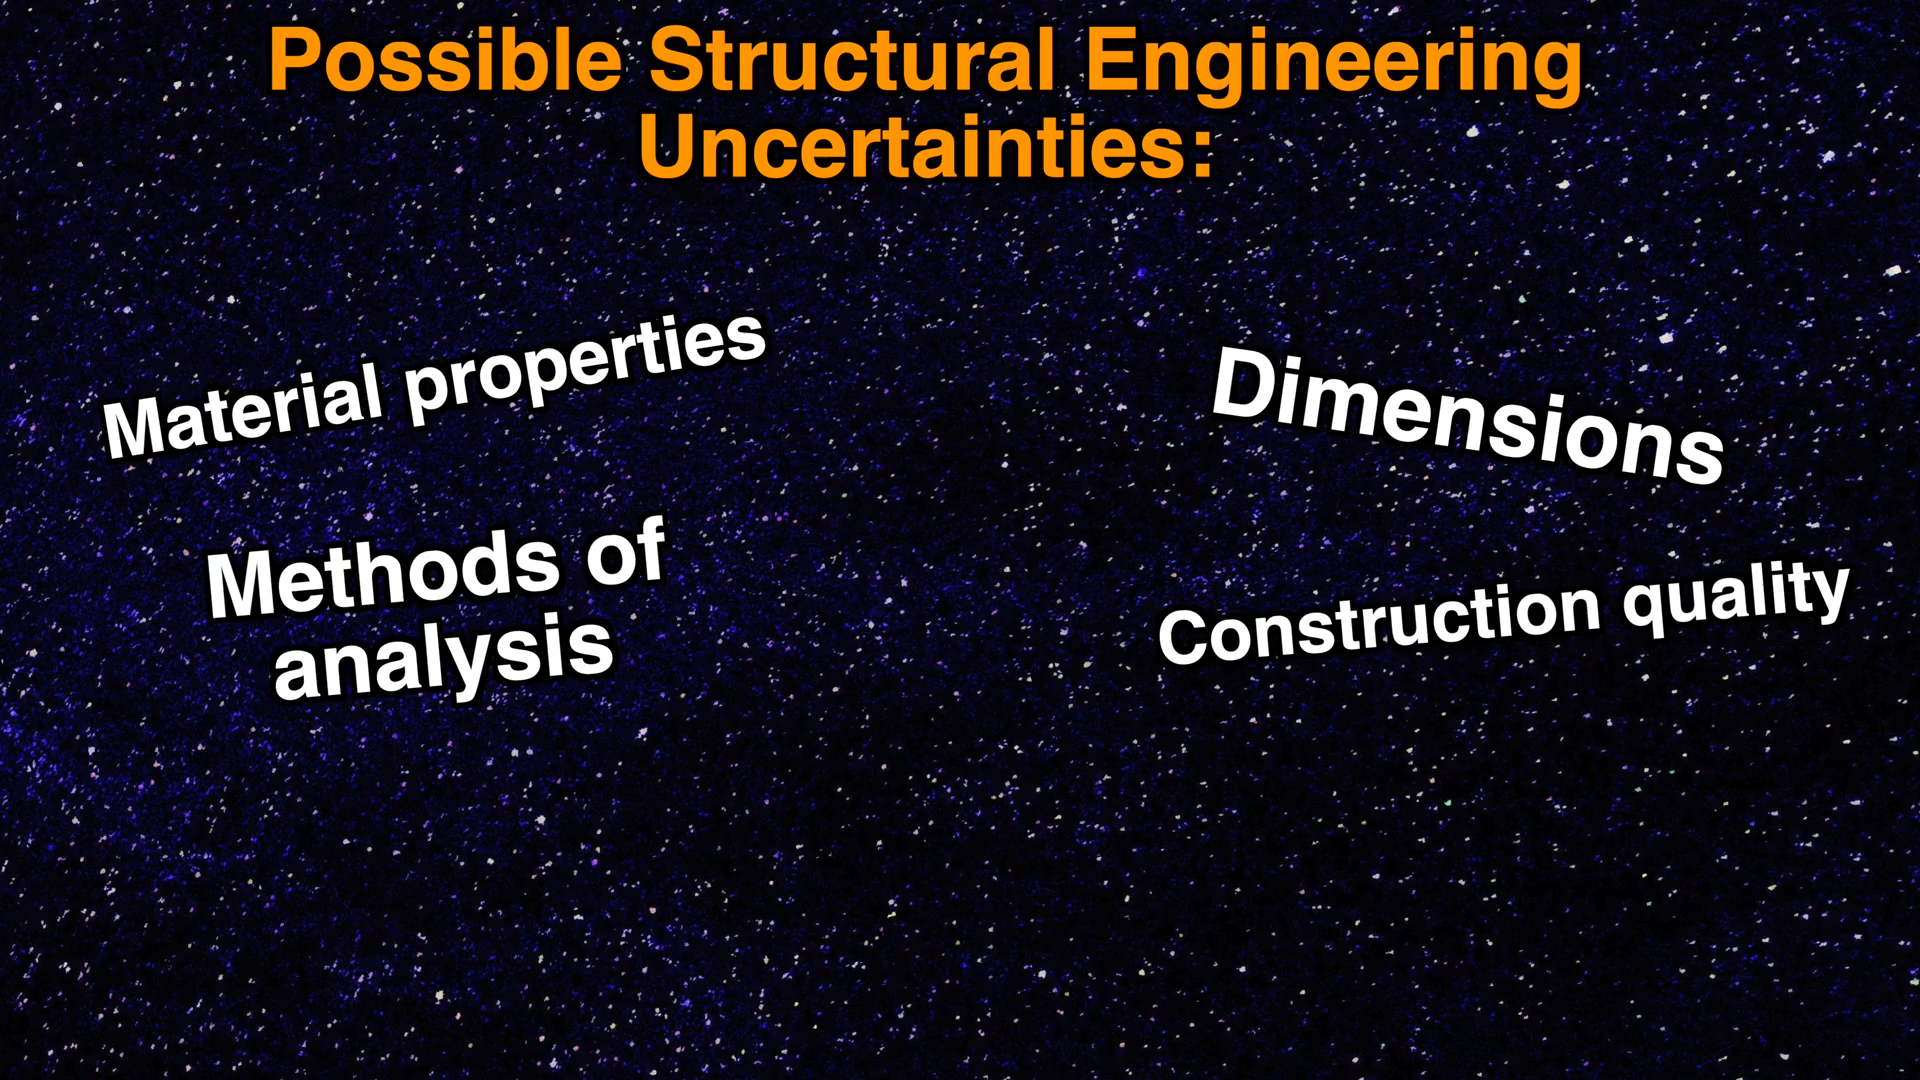 Possible Structural Engineering
Uncertainties:
Material properties
Dimensions
Methods of
analysis
Construction quality